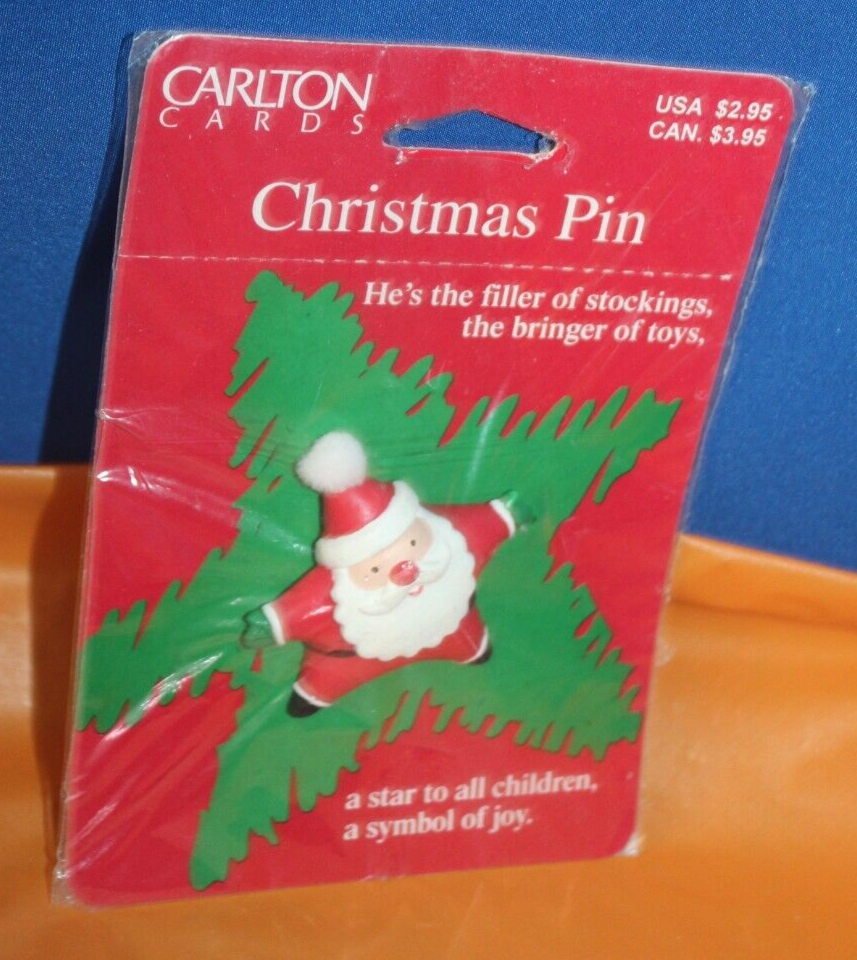 CARLTON
CARDS
USA $2.95
CAN. $3.95
Christmas Pin
He's the filler of stockings,
the bringer of toys,
a star to all children,
a symbol of joy.